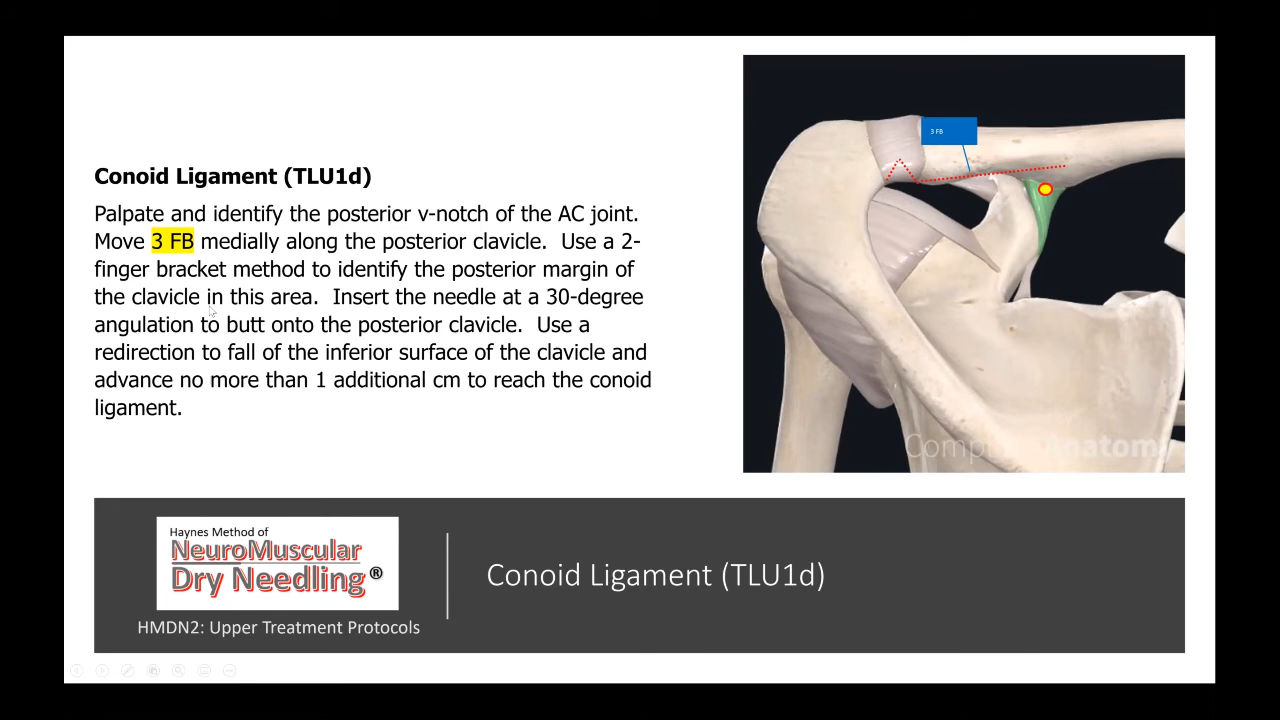 Conoid Ligament (TLU1d)
Palpate and identify the posterior v-notch of the AC joint.
Move 3 FB medially along the posterior clavicle.  Use a 2-
finger bracket method to identify the posterior margin of
the clavicle in this area.  Insert the needle at a 30-degree
angulation to butt onto the posterior clavicle.  Use a
redirection to fall of the inferior surface of the clavicle and
advance no more than 1 additional cm to reach the conoid
ligament.
3 FB
Anatomy
Haynes Method of
NeuroMuscular
Dry Needling®
HMDN2: Upper Treatment Protocols
Conoid Ligament (TLU1d)